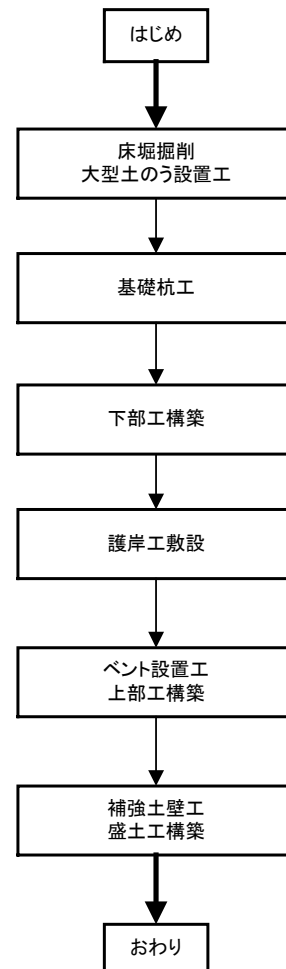 はじめ
床堀掘削
大型土のう設置工
基礎杭工
下部工構築
護岸工敷設
ベント設置工
上部工構築
補強土壁工
盛土工構築
おわり